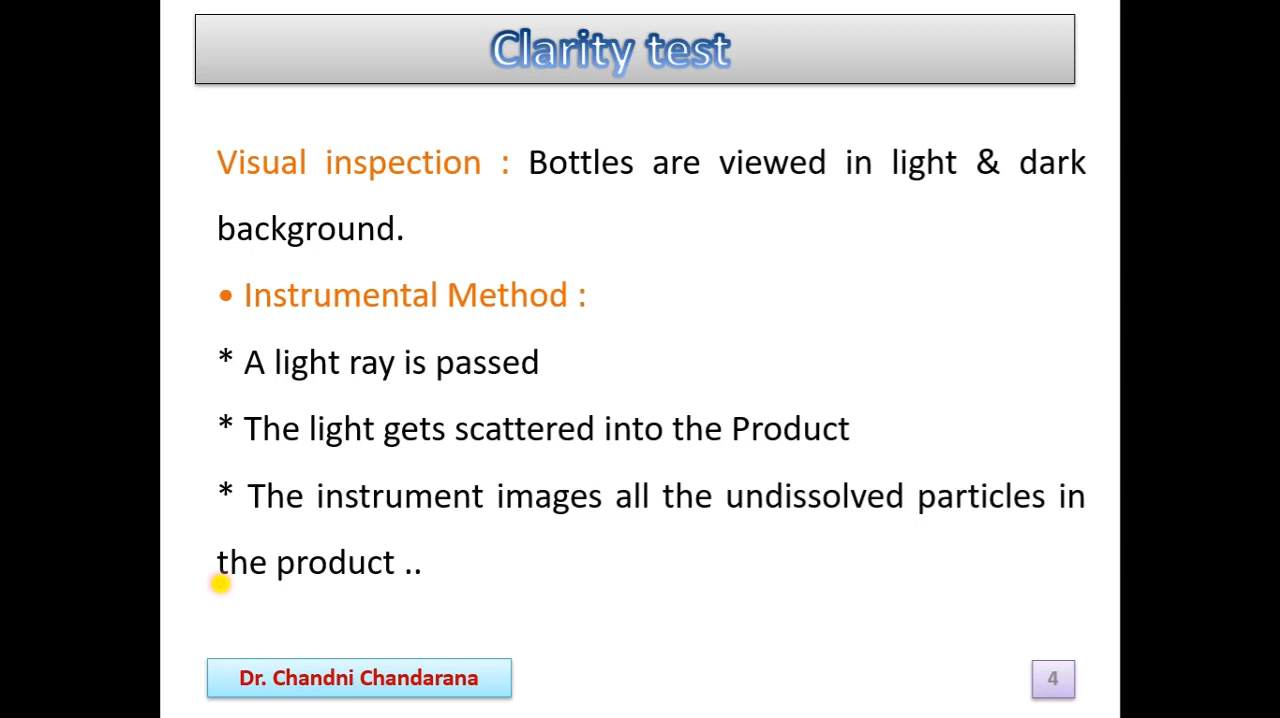 Clarity test
Visual inspection : Bottles are viewed in light & dark
background.
• Instrumental Method :
* A light ray is passed
* The light gets scattered into the Product
* The instrument images all the undissolved particles in
the product ..
Dr. Chandni Chandarana
4